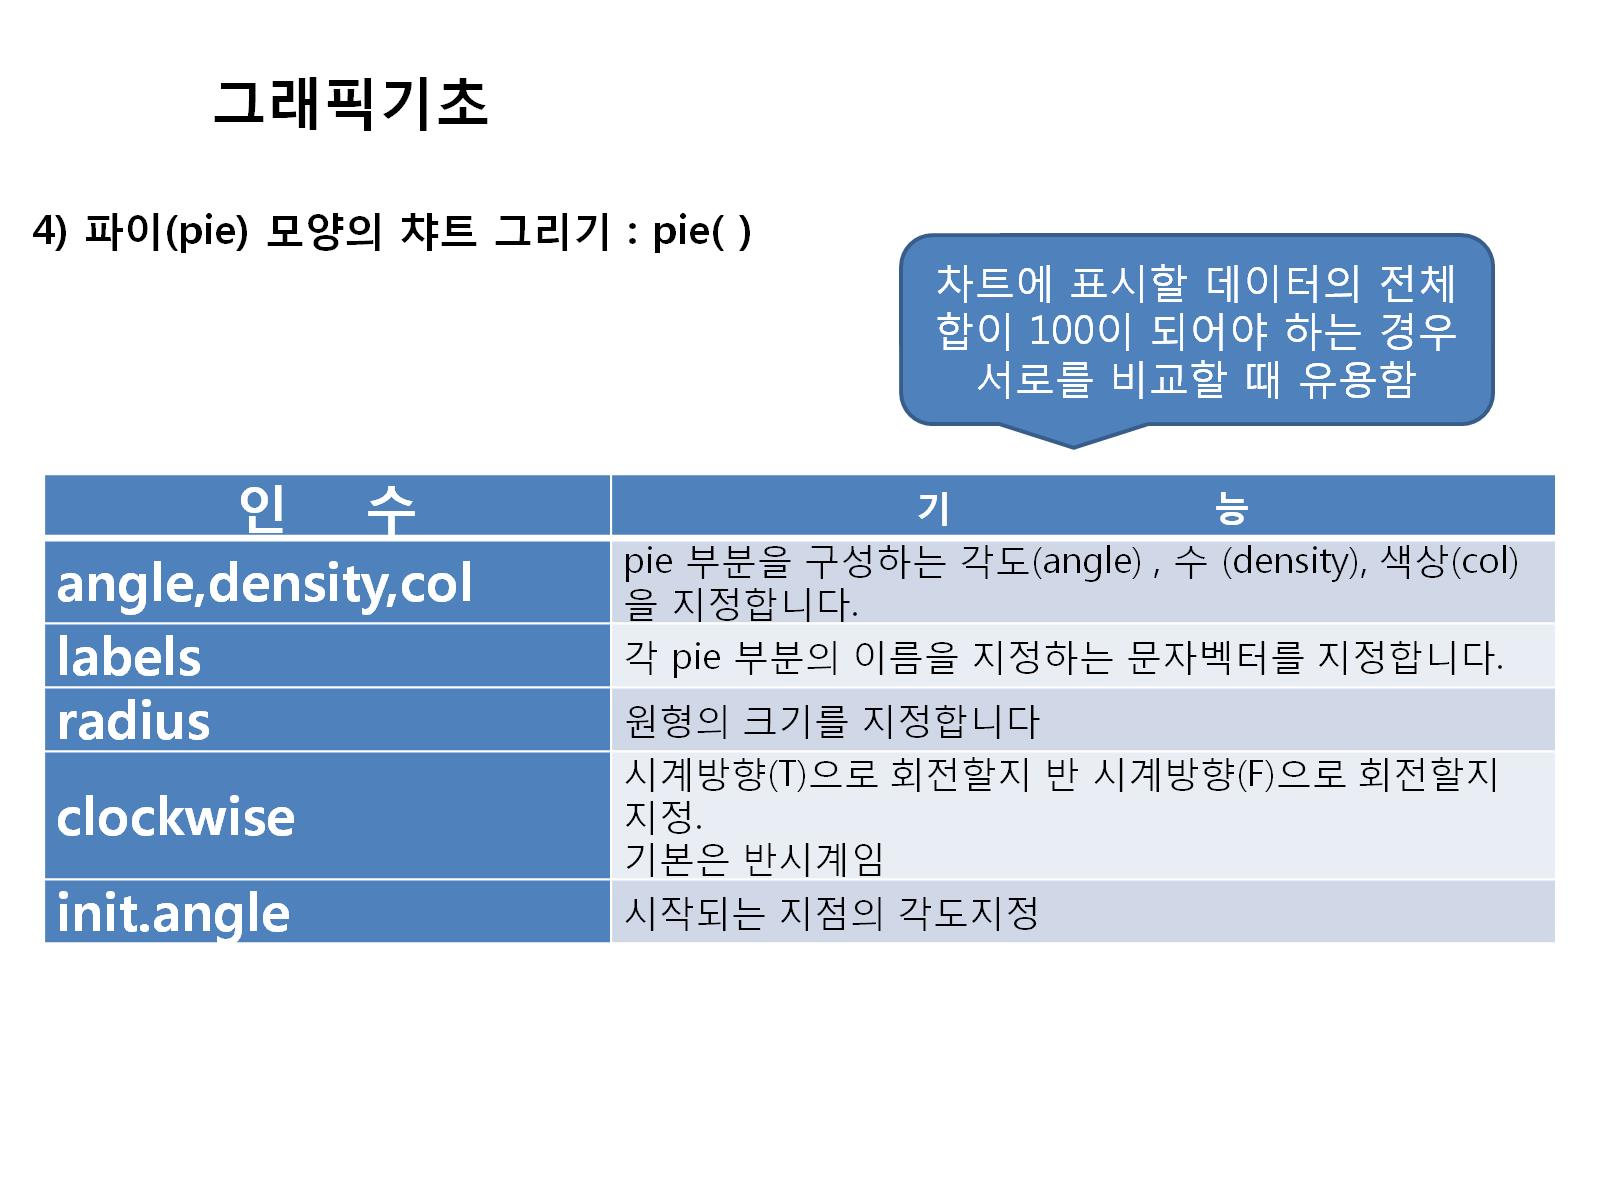 그래픽기초
4) 파이(pie) 모양의 챠트 그리기 : pie( )
차트에 표시할 데이터의 전체
합이 100이 되어야 하는 경우
서로를 비교할 때 유용함
인 수 기 능
angle,density,col
pie 부분을 구성하는 각도(angle) , 수 (density), 색상(col)
을 지정합니다.
labels
각 pie 부분의 이름을 지정하는 문자벡터를 지정합니다.
radius
원형의 크기를 지정합니다
clockwise
시계방향(T)으로 회전할지 반 시계방향(F)으로 회전할지
지정.
기본은 반시계임
init.angle
시작되는 지점의 각도지정